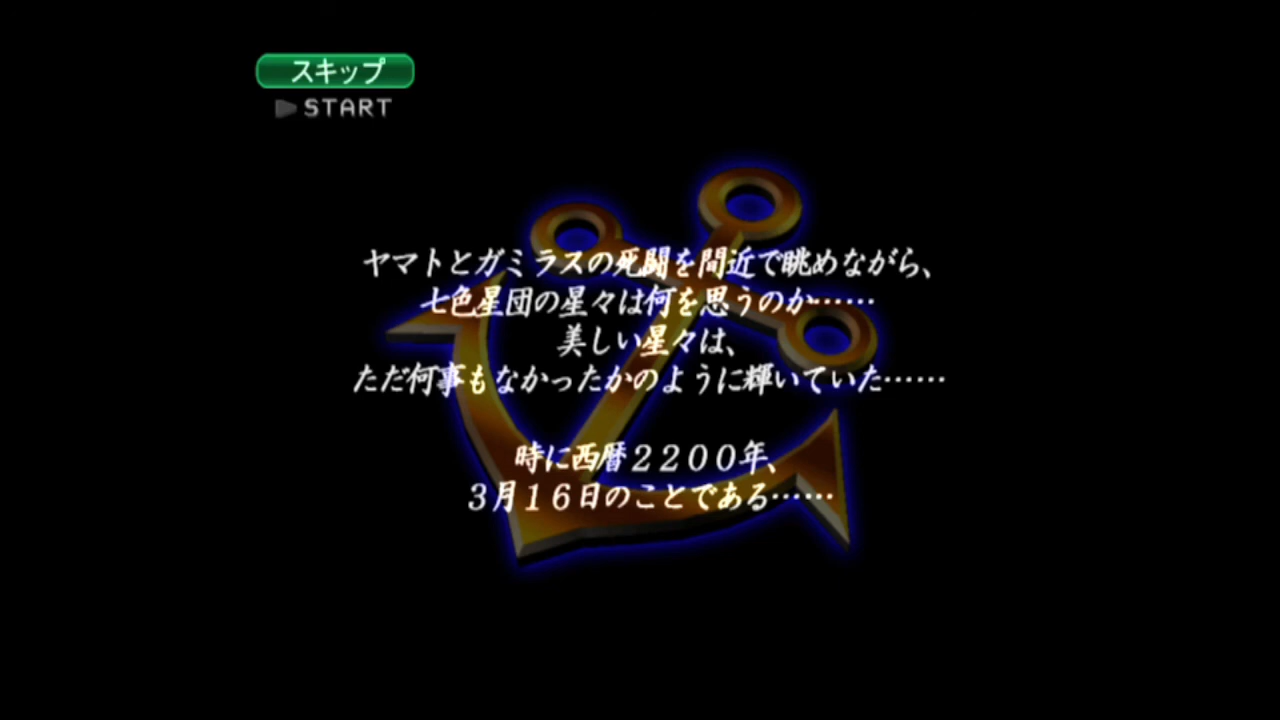 スキップ
▶START
ヤマトとガミラスの死闘を間近で眺めながら、
七色星団の星々は何を思うのか……
美しい星々は、
ただ何事もなかったかのように輝いていた……
時に西暦２２００年、
３月１６日のことである……